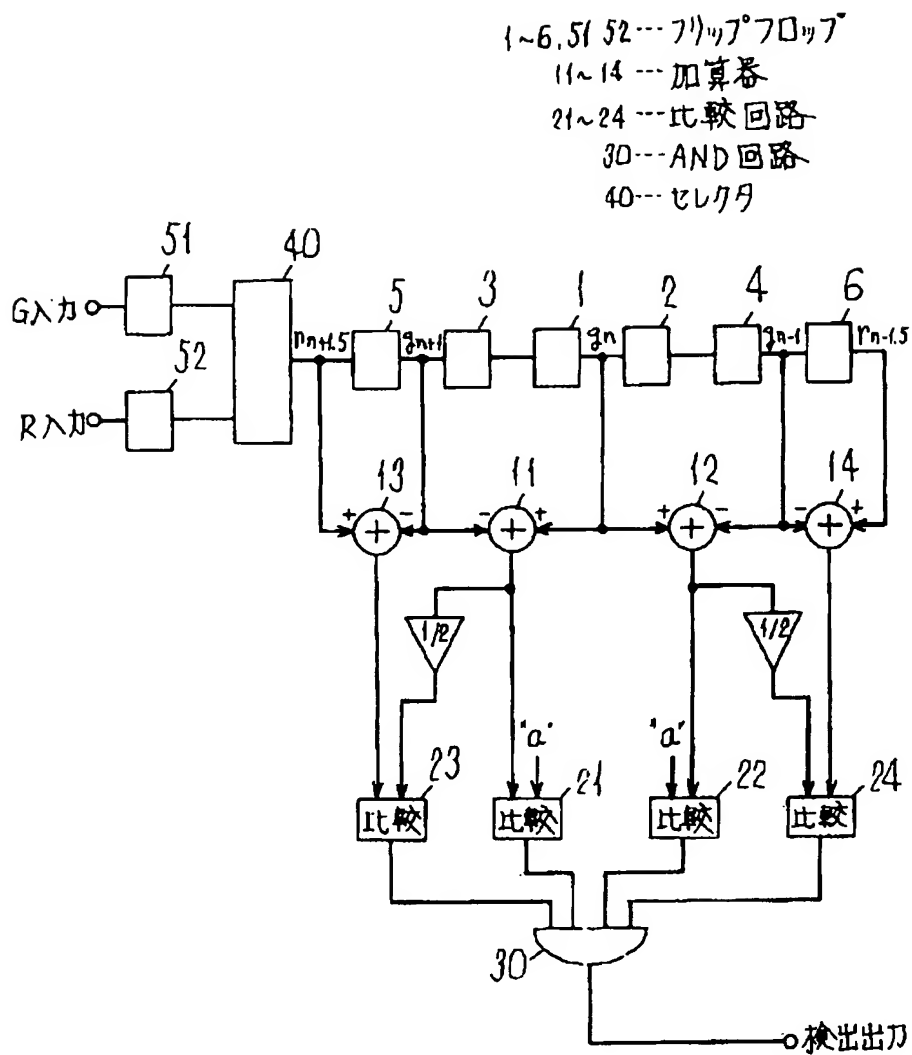 1~6, 51 52…フリップフロップ
11~14…加算器
21~24…比較回路
30…AND回路
40…セレクタ
51
40
5
3
1
2
4
6
G入力
rn+1.5
gn+1
gn
gn-1
rn-1.5
52
R入力
13
11
12
14
+
-
-
+
+
-
-
+
+
+
+
+
1/2
1/2
"a"
"a"
23
21
22
24
比較
比較
比較
比較
30
検出出力